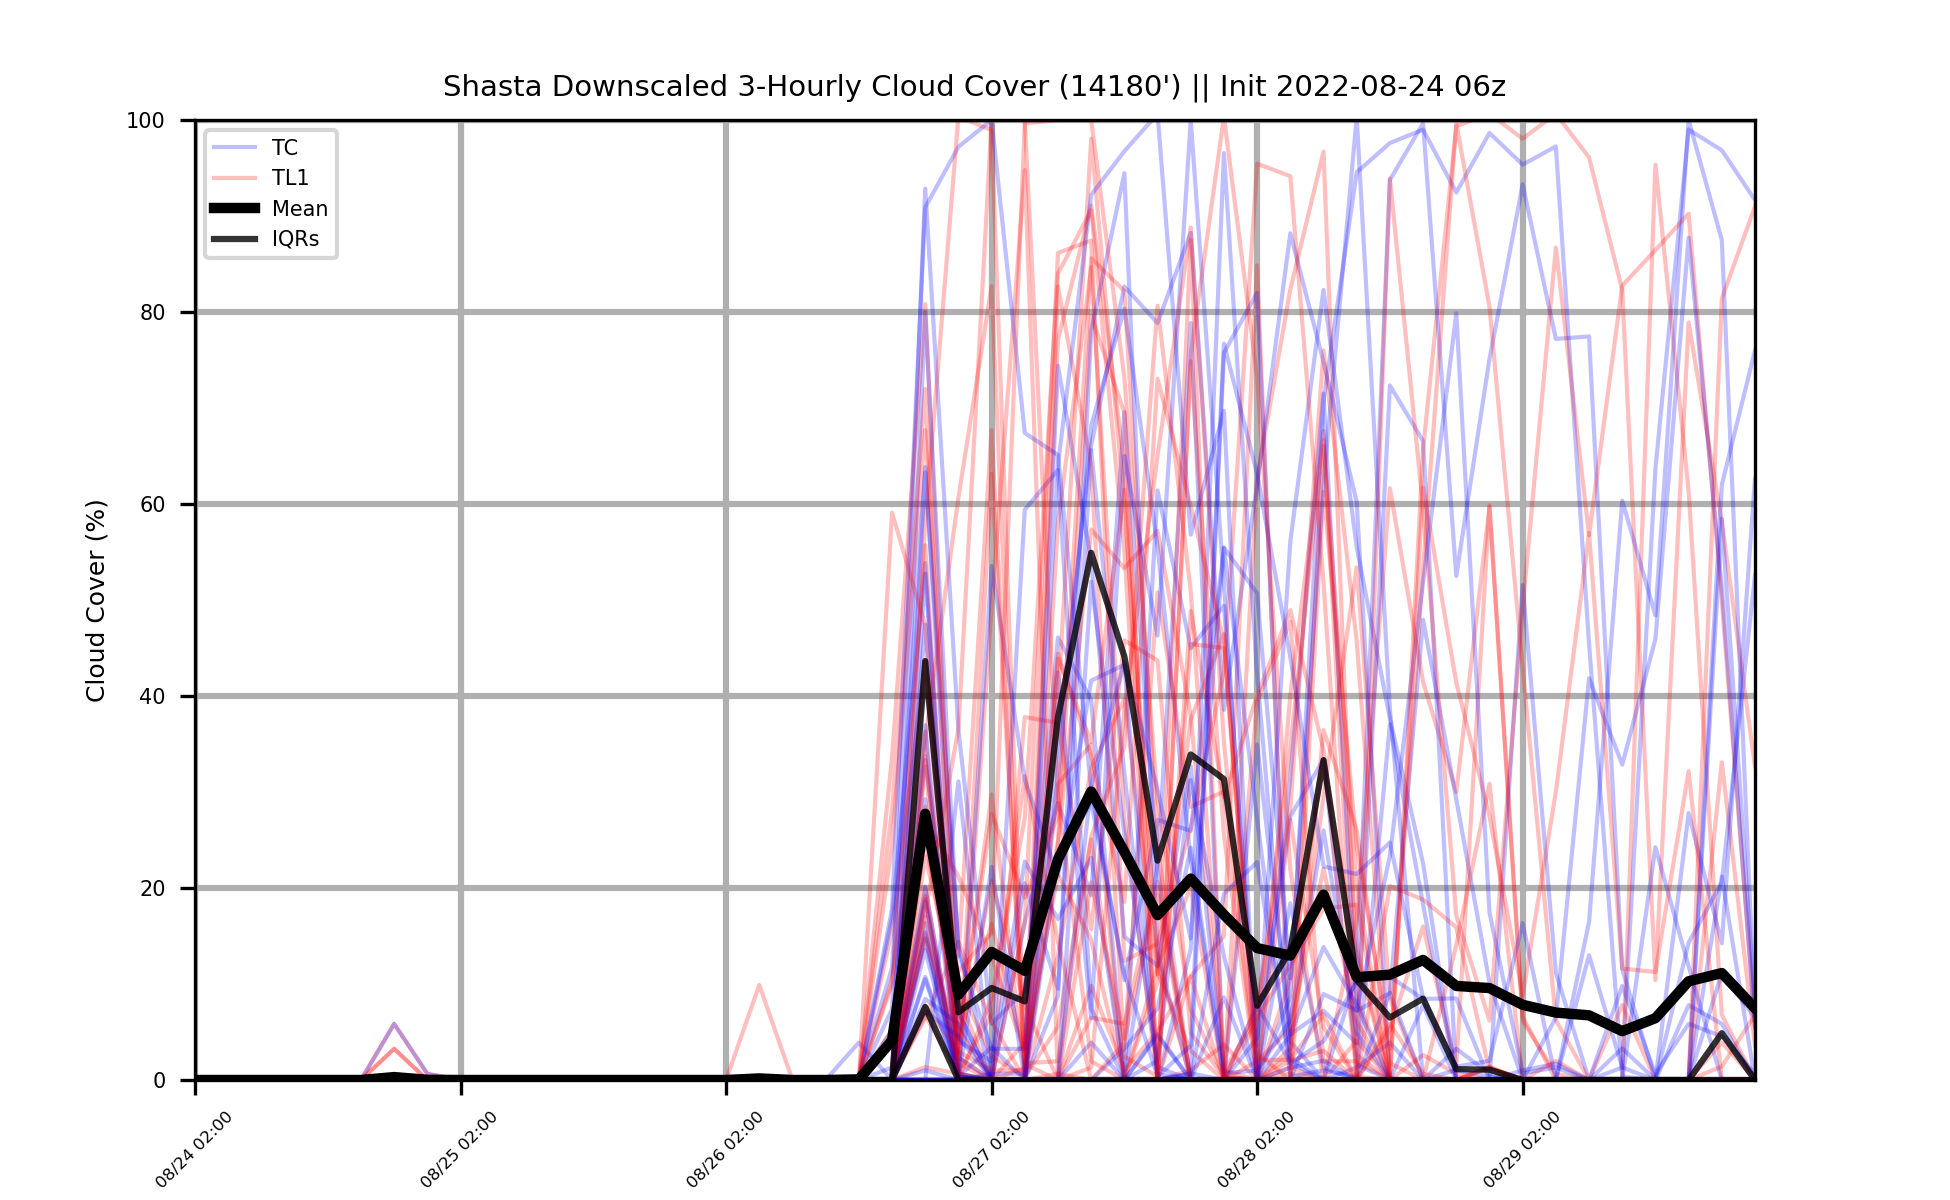 Shasta Downscaled 3-Hourly Cloud Cover (14180') || Init 2022-08-24 06z
100
80
60
40
20
0
Cloud Cover (%)
TC
TL1
Mean
IQRs
08/24 02:00
08/25 02:00
08/26 02:00
08/27 02:00
08/28 02:00
08/29 02:00